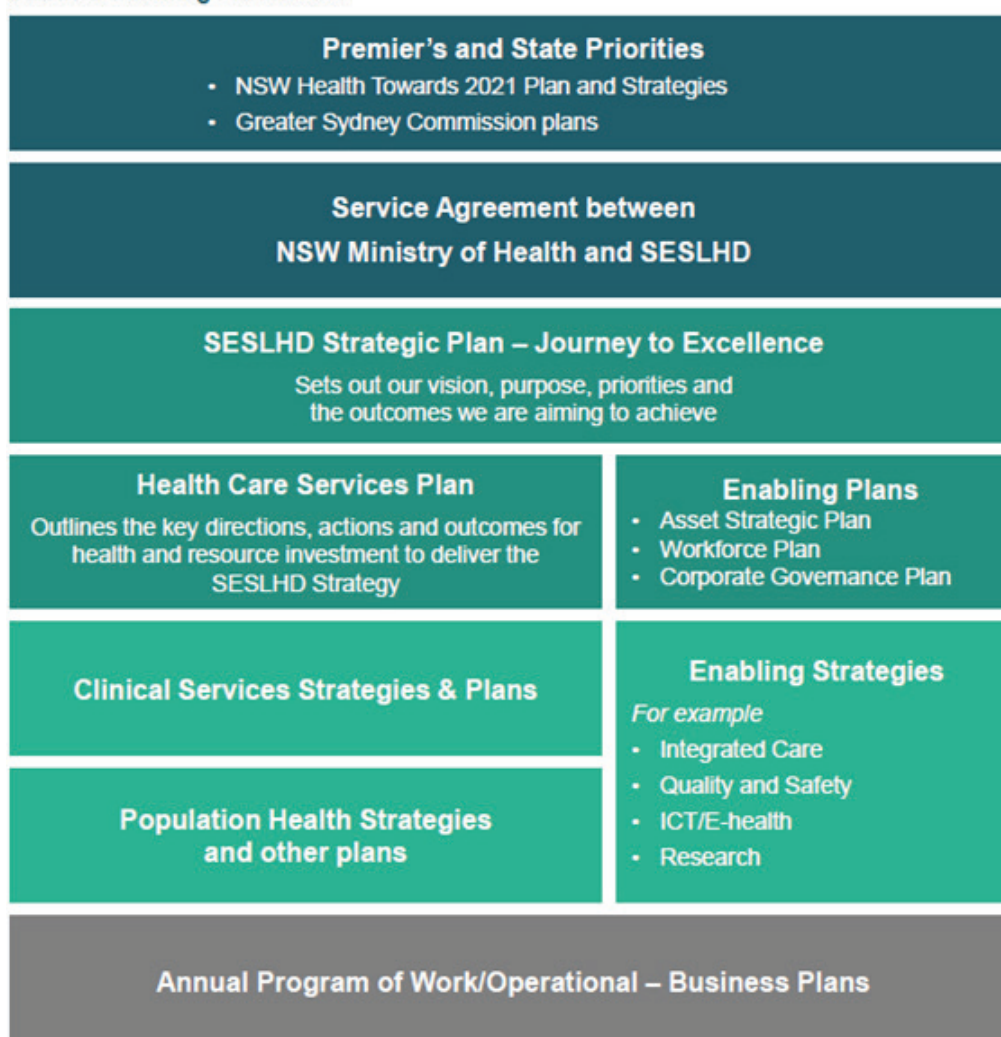 Premier's and State Priorities
• NSW Health Towards 2021 Plan and Strategies
• Greater Sydney Commission plans
Service Agreement between
NSW Ministry of Health and SESLHD
SESLHD Strategic Plan – Journey to Excellence
Sets out our vision, purpose, priorities and
the outcomes we are aiming to achieve
Health Care Services Plan
Outlines the key directions, actions and outcomes for
health and resource investment to deliver the
SESLHD Strategy
Enabling Plans
• Asset Strategic Plan
• Workforce Plan
• Corporate Governance Plan
Clinical Services Strategies & Plans
Population Health Strategies
and other plans
Enabling Strategies
For example
• Integrated Care
• Quality and Safety
• ICT/E-health
• Research
Annual Program of Work/Operational – Business Plans